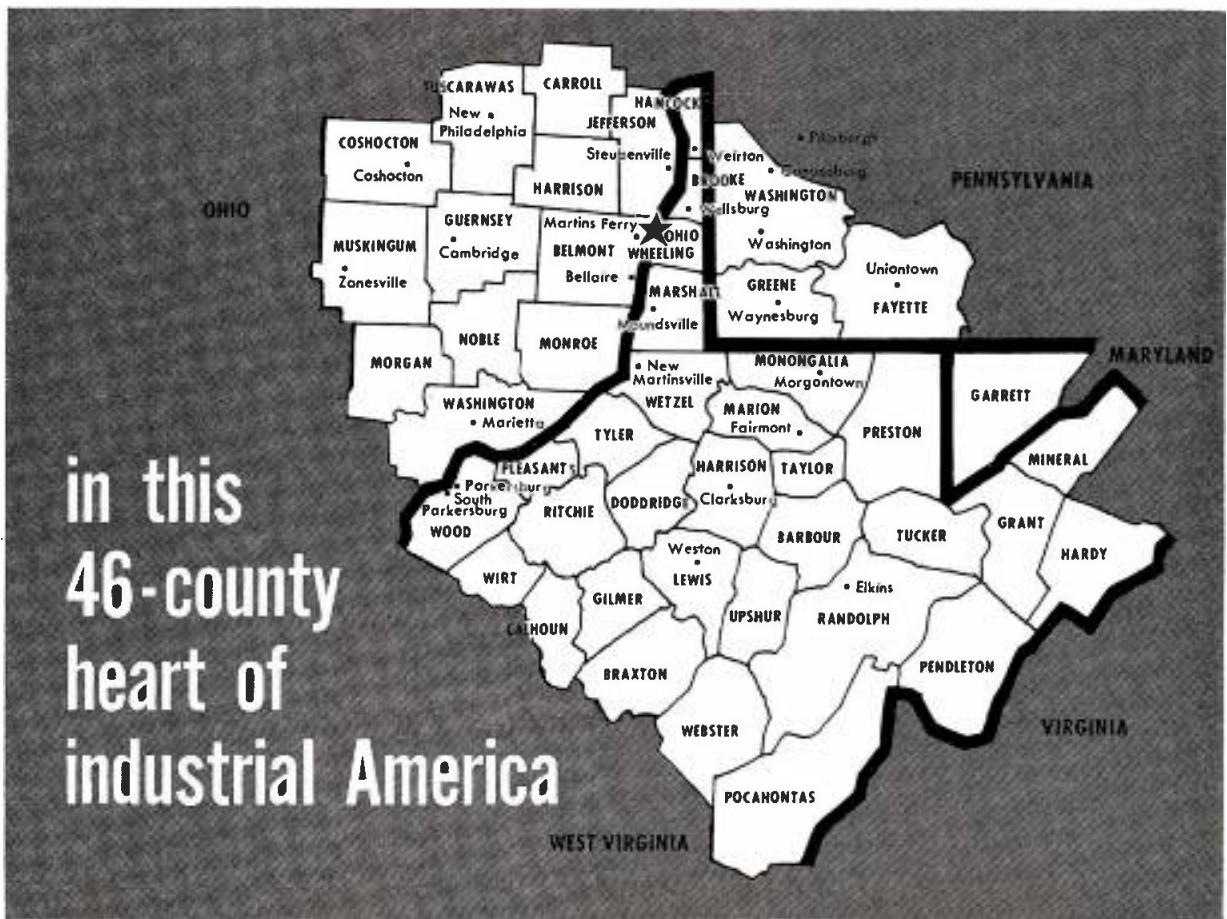 TUSCARAWAS
CARROLL
HANCOCK
New
Philadelphia
JEFFERSON
COSHOCTON
Coshocton
Steubenville
Weirton
HARRISON
BROOKE
WASHINGTON
PENNSYLVANIA
OHIO
GUERNSEY
Cambridge
Martins Ferry
Wellsburg
MUSKINGUM
Zanesville
BELMONT
OHIO
WHEELING
Washington
Bellaire
MARSHALL
GREENE
Waynesburg
Uniontown
FAYETTE
Moundsville
NOBLE
MONROE
MORGAN
New
Martinsville
WETZEL
MONONGALIA
Morgontown
MARYLAND
GARRETT
WASHINGTON
Marietta
MARION
Fairmont
PRESTON
TYLER
MINERAL
PLEASANTS
Parkersburg
South
Parkersburg
WOOD
RITCHIE
DODDRIDGE
HARRISON
Clarksburg
TAYLOR
BARBOUR
TUCKER
GRANT
HARDY
WIRT
GILMER
Weston
LEWIS
UPSHUR
Elkins
RANDOLPH
CALHOUN
BRAXTON
PENDLETON
WEBSTER
VIRGINIA
POCAHONTAS
WEST VIRGINIA
in this
46-county
heart of
industrial America